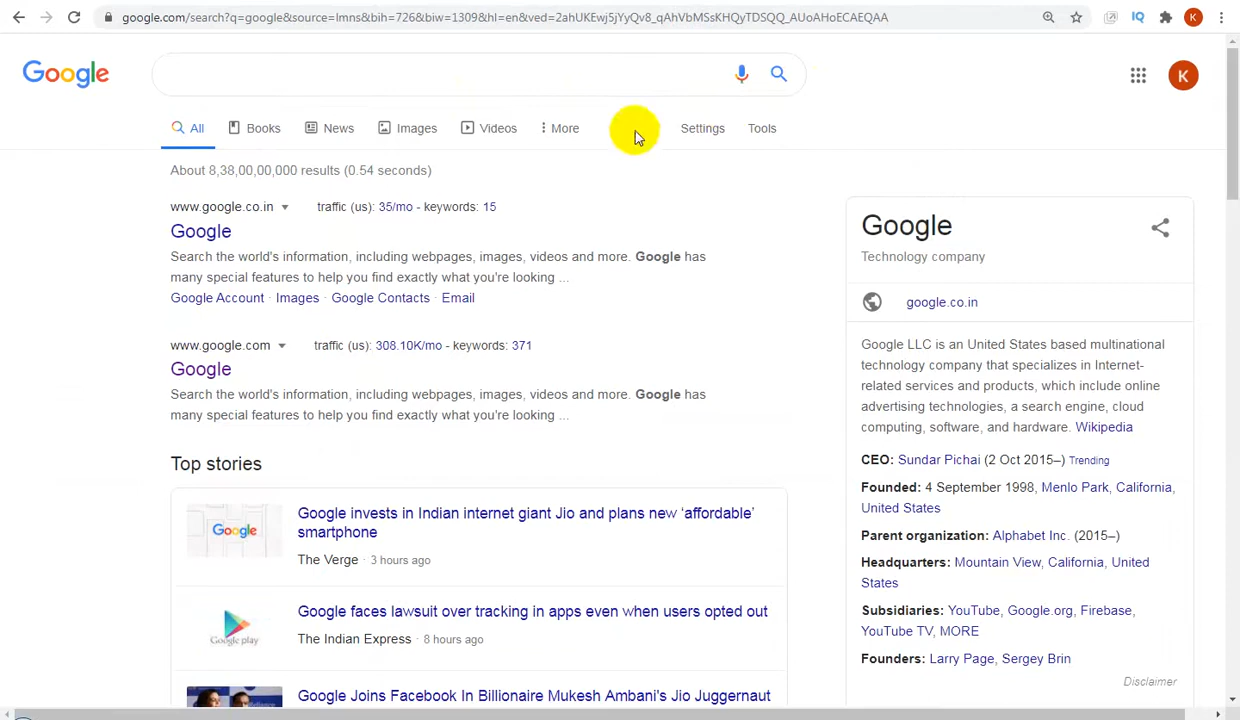 google.com/search?q=google&source=lmns&bih=726&biw=1309&hl=en&ved=2ahUKEwj5jYyQv8_qAhVbMSsKHQyTDSQQ_AUoAHoECAEQAA
IQ
K
Google
K
All
Books
News
Images
Videos
More
Settings
Tools
About 8,38,00,00,000 results (0.54 seconds)
www.google.co.in traffic (us): 35/mo - keywords: 15
Google
Search the world's information, including webpages, images, videos and more. Google has
many special features to help you find exactly what you're looking ...
Google Account · Images · Google Contacts · Email
www.google.com traffic (us): 308.10K/mo - keywords: 371
Google
Search the world's information, including webpages, images, videos and more. Google has
many special features to help you find exactly what you're looking ...
Top stories
Google
Google invests in Indian internet giant Jio and plans new ‘affordable’
smartphone
The Verge · 3 hours ago
Google play
Google faces lawsuit over tracking in apps even when users opted out
The Indian Express · 8 hours ago
Google Joins Facebook In Billionaire Mukesh Ambani's Jio Juggernaut
Google
Technology company
google.co.in
Google LLC is an United States based multinational
technology company that specializes in Internet-
related services and products, which include online
advertising technologies, a search engine, cloud
computing, software, and hardware. Wikipedia
CEO: Sundar Pichai (2 Oct 2015–) Trending
Founded: 4 September 1998, Menlo Park, California,
United States
Parent organization: Alphabet Inc. (2015–)
Headquarters: Mountain View, California, United
States
Subsidiaries: YouTube, Google.org, Firebase,
YouTube TV, MORE
Founders: Larry Page, Sergey Brin
Disclaimer